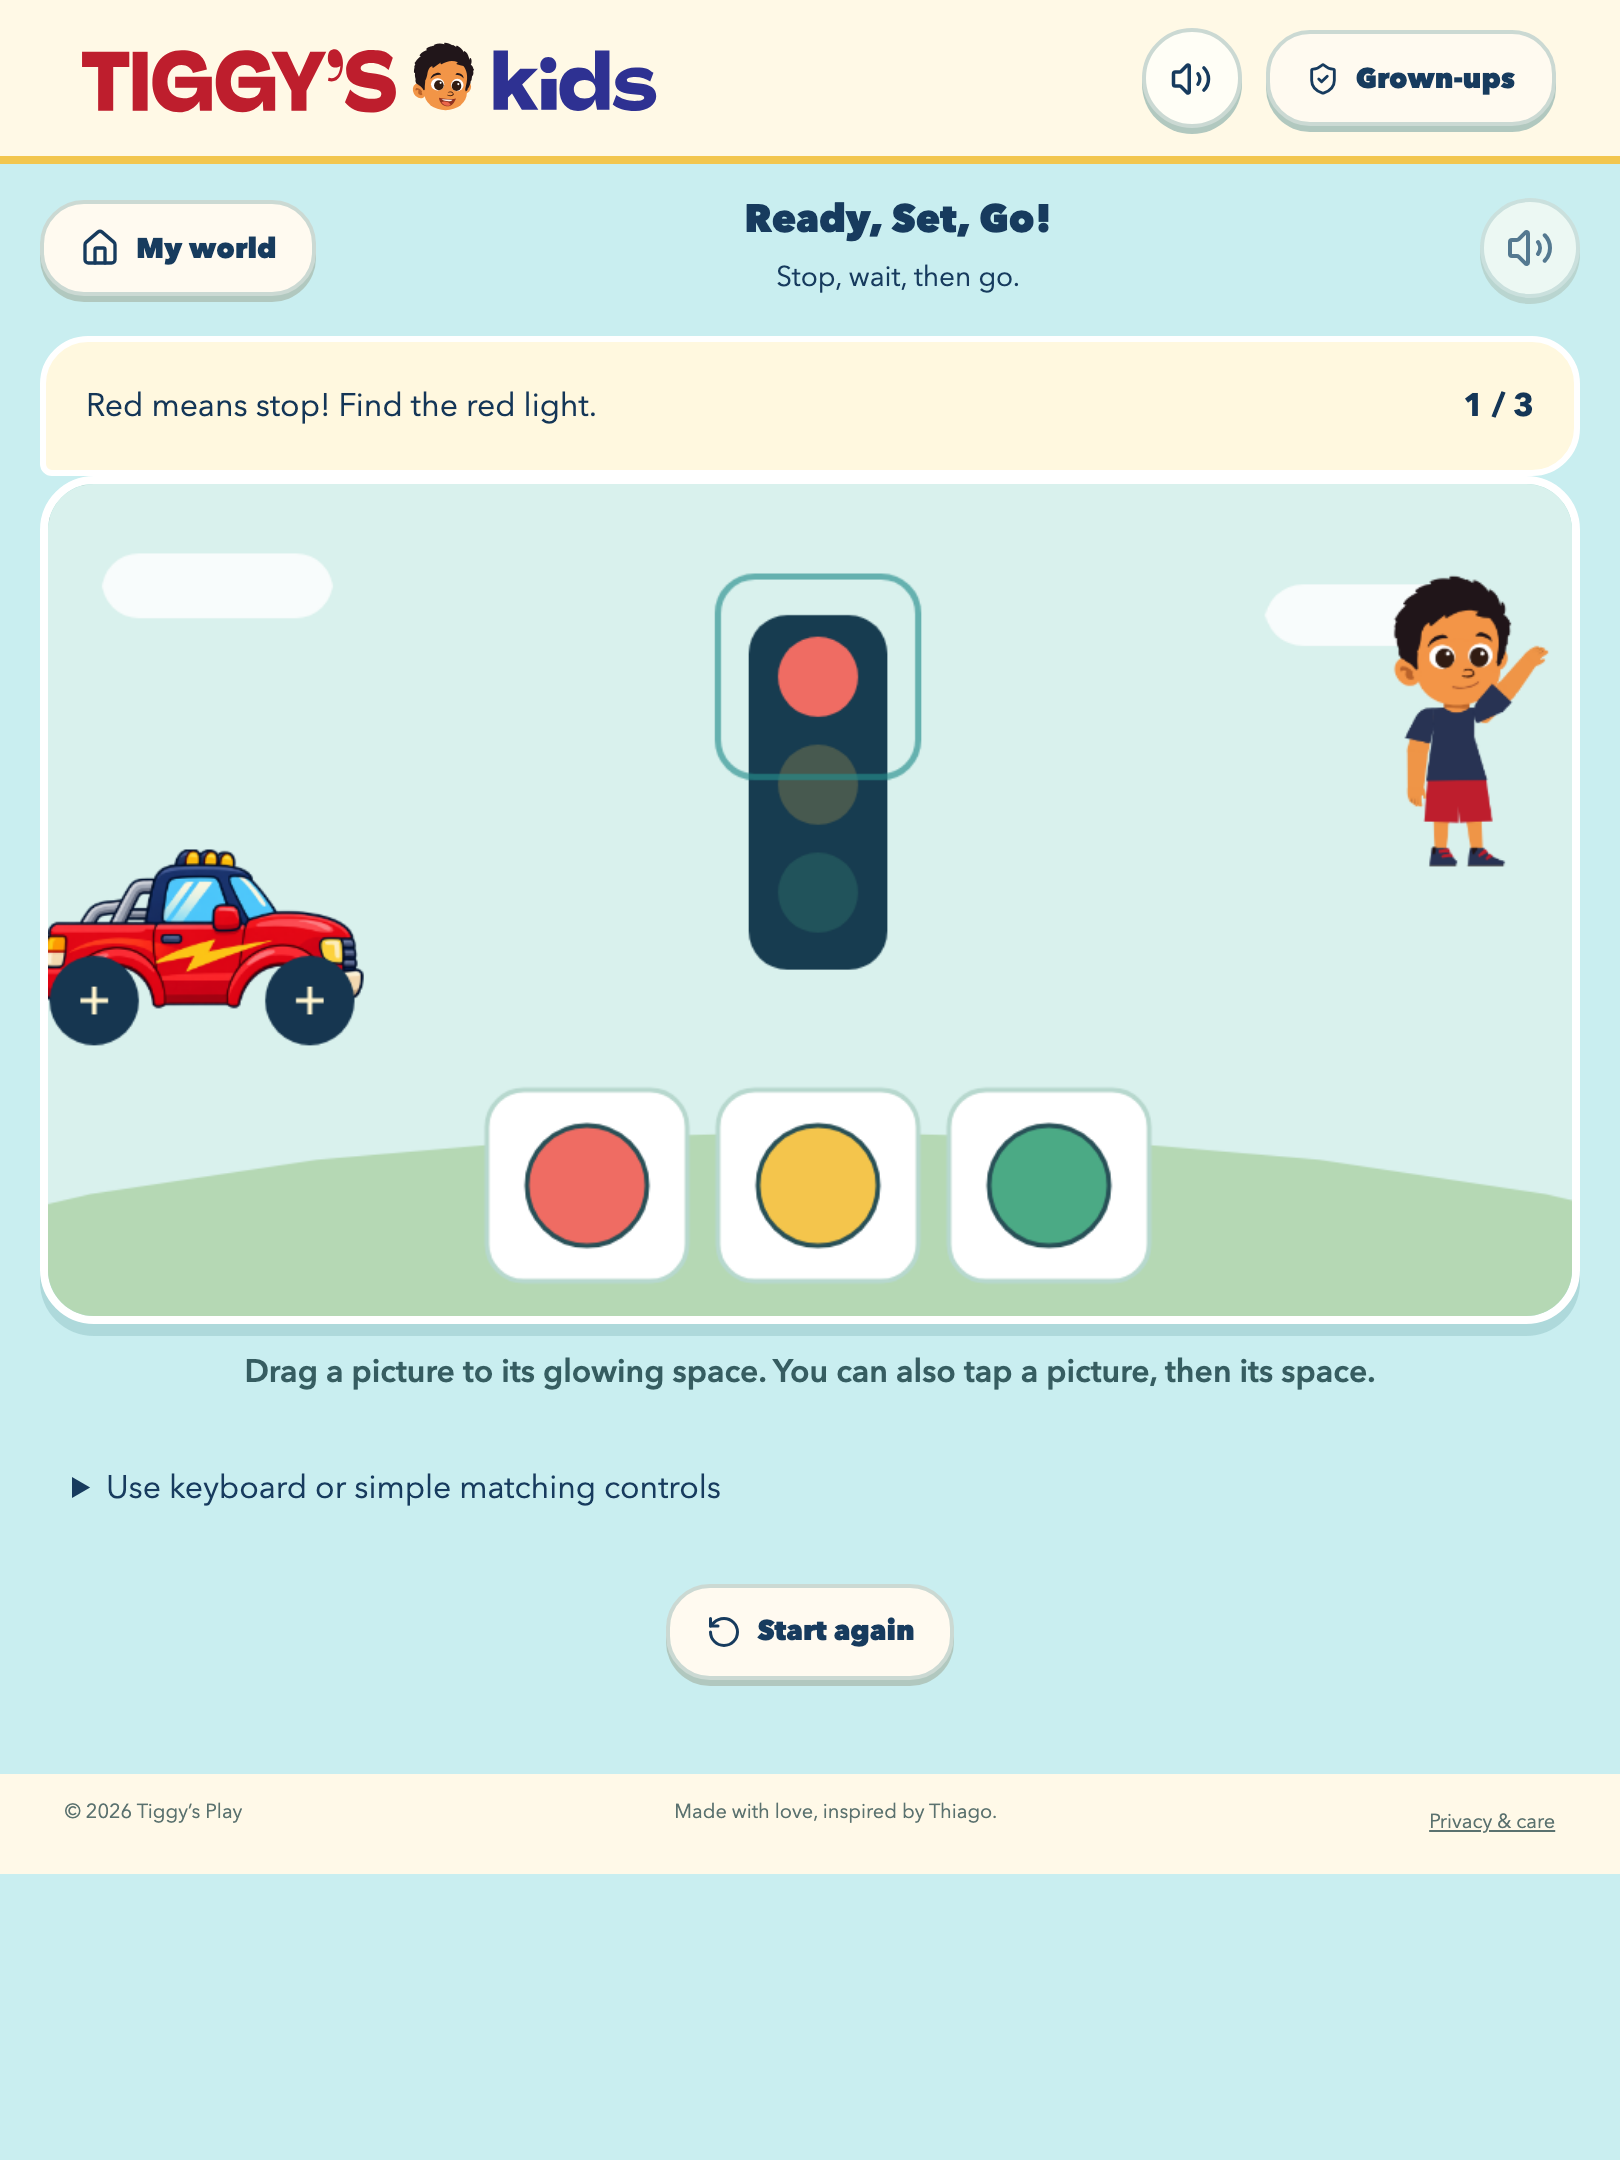 TIGGY’S kids
Grown-ups
My world
Ready, Set, Go!
Stop, wait, then go.
Red means stop! Find the red light.
1 / 3
Drag a picture to its glowing space. You can also tap a picture, then its space.
Use keyboard or simple matching controls
Start again
© 2026 Tiggy’s Play
Made with love, inspired by Thiago.
Privacy & care